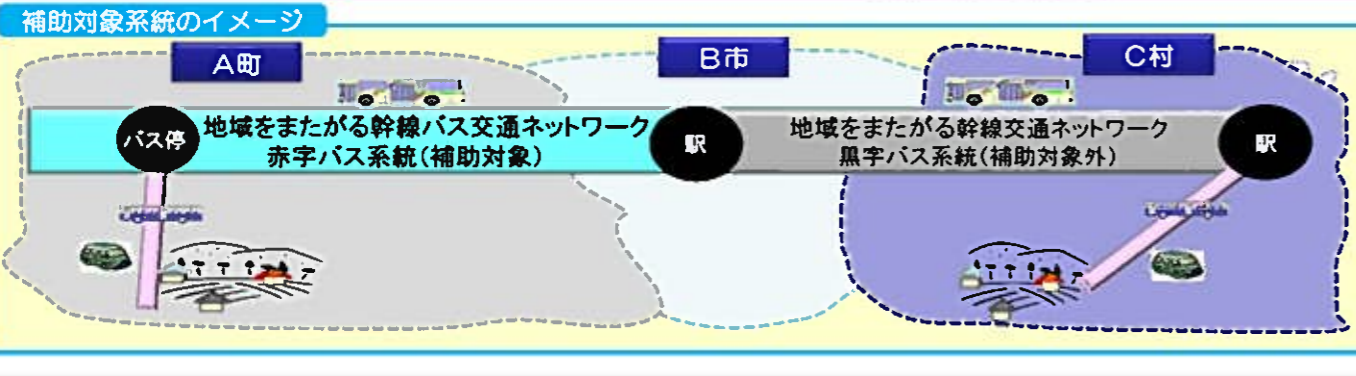 補助対象系統のイメージ
A町
B市
C村
バス停
地域をまたがる幹線バス交通ネットワーク
赤字バス系統(補助対象)
駅
地域をまたがる幹線交通ネットワーク
黒字バス系統(補助対象外)
駅